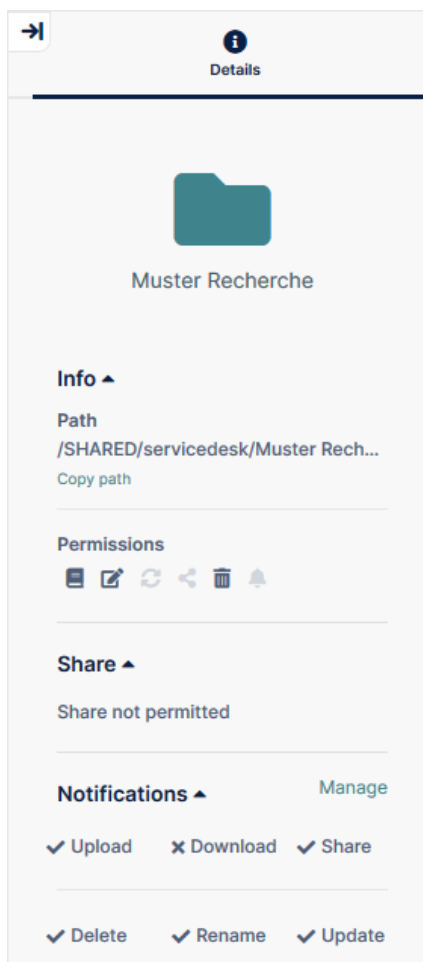 Details
Muster Recherche
Info
Path
/SHARED/servicedesk/Muster Rech...
Copy path
Permissions
Share
Share not permitted
Notifications Manage
Upload Download Share
Delete Rename Update